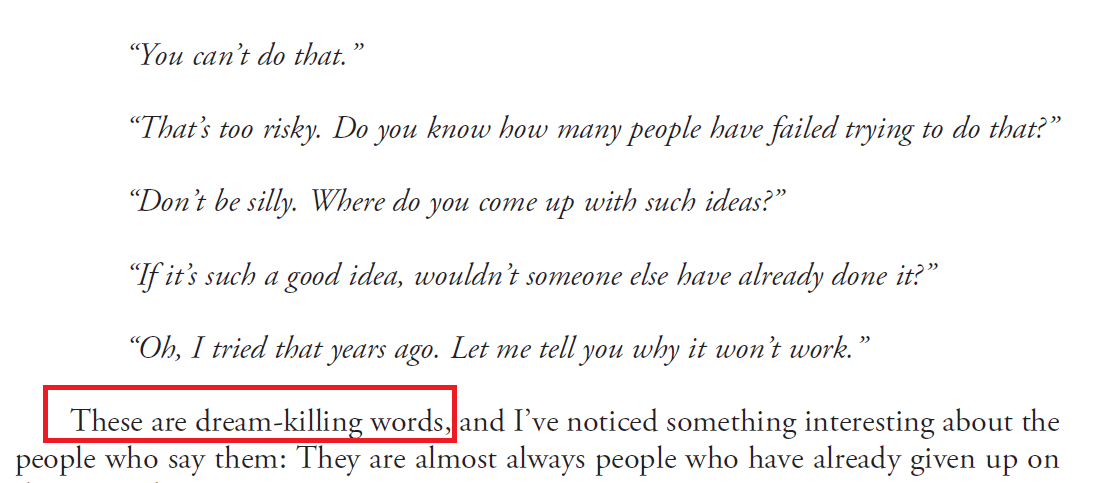 “You can’t do that.”
“That’s too risky. Do you know how many people have failed trying to do that?”
“Don’t be silly. Where do you come up with such ideas?”
“If it’s such a good idea, wouldn’t someone else have already done it?”
“Oh, I tried that years ago. Let me tell you why it won’t work.”
These are dream-killing words, and I’ve noticed something interesting about the
people who say them: They are almost always people who have already given up on